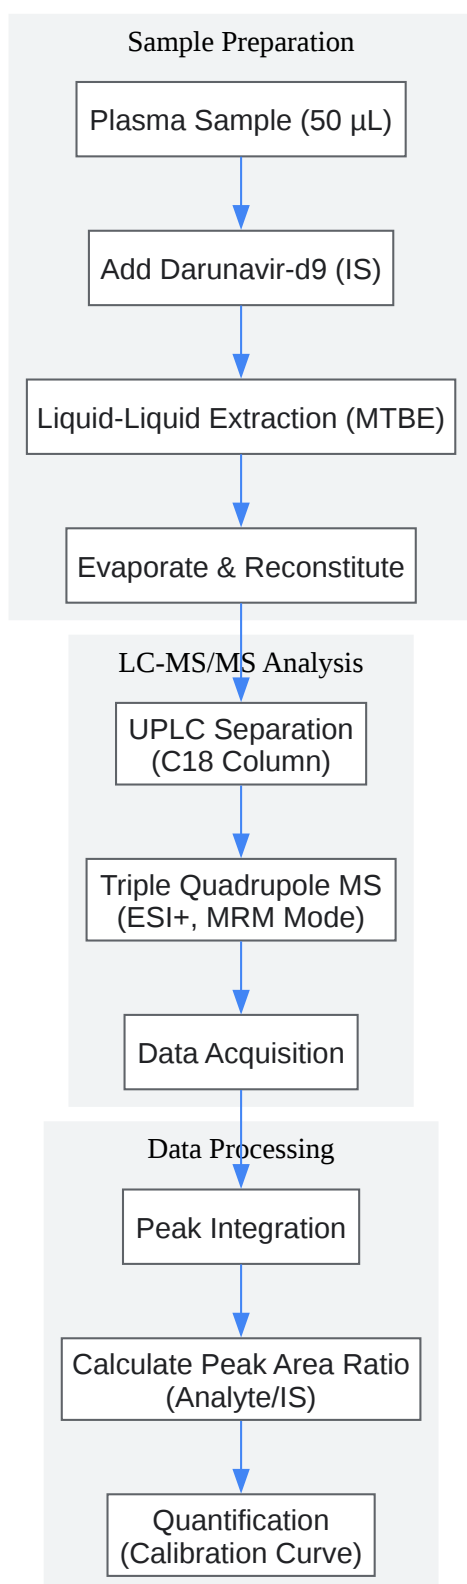 Sample Preparation
Plasma Sample (50 µL)
Add Darunavir-d9 (IS)
Liquid-Liquid Extraction (MTBE)
Evaporate & Reconstitute
LC-MS/MS Analysis
UPLC Separation
(C18 Column)
Triple Quadrupole MS
(ESI+, MRM Mode)
Data Acquisition
Data Processing
Peak Integration
Calculate Peak Area Ratio
(Analyte/IS)
Quantification
(Calibration Curve)